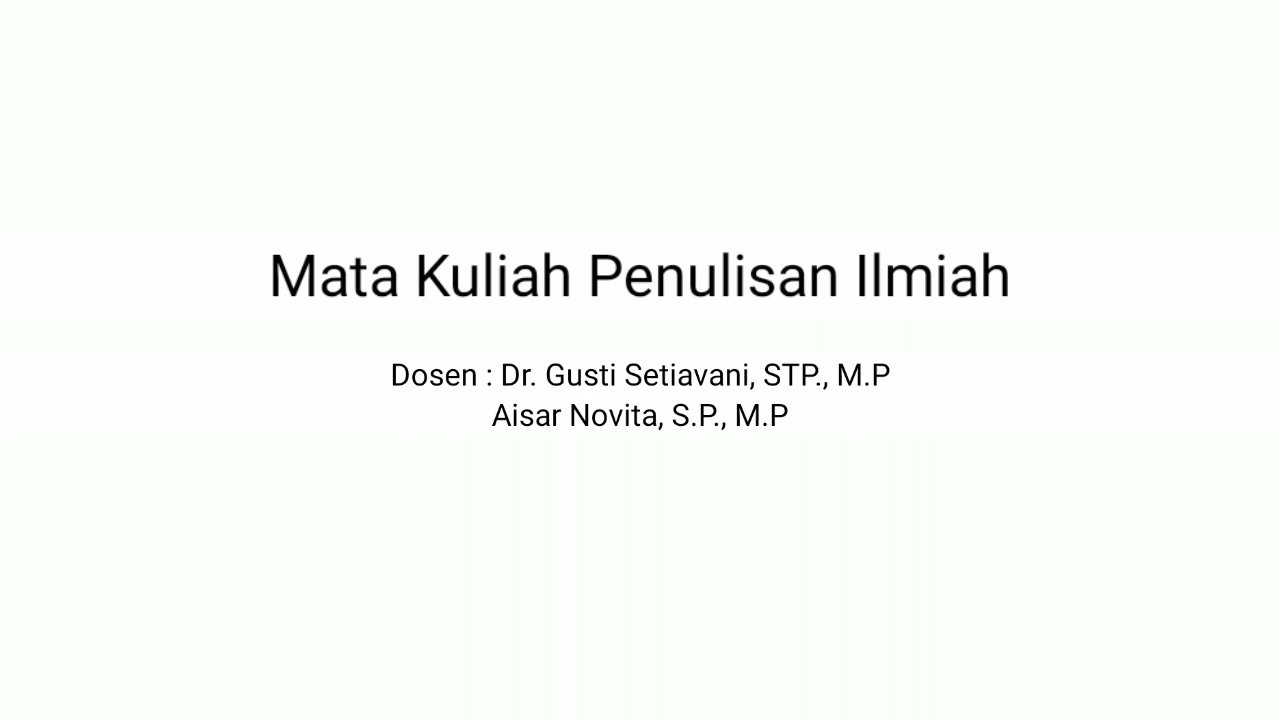 Mata Kuliah Penulisan Ilmiah
Dosen : Dr. Gusti Setiavani, STP., M.P
Aisar Novita, S.P., M.P